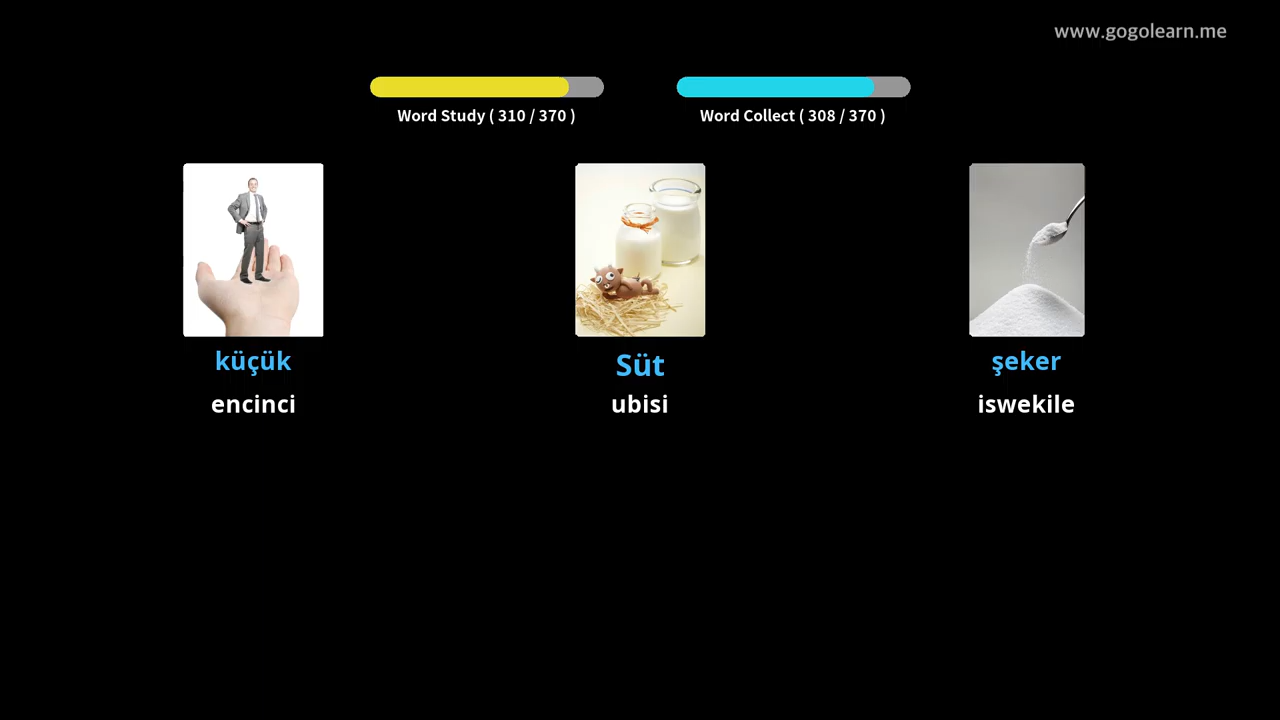 www.gogolearn.me
Word Study ( 310 / 370 )
Word Collect ( 308 / 370 )
küçük
Süt
şeker
encinci
ubisi
iswekile